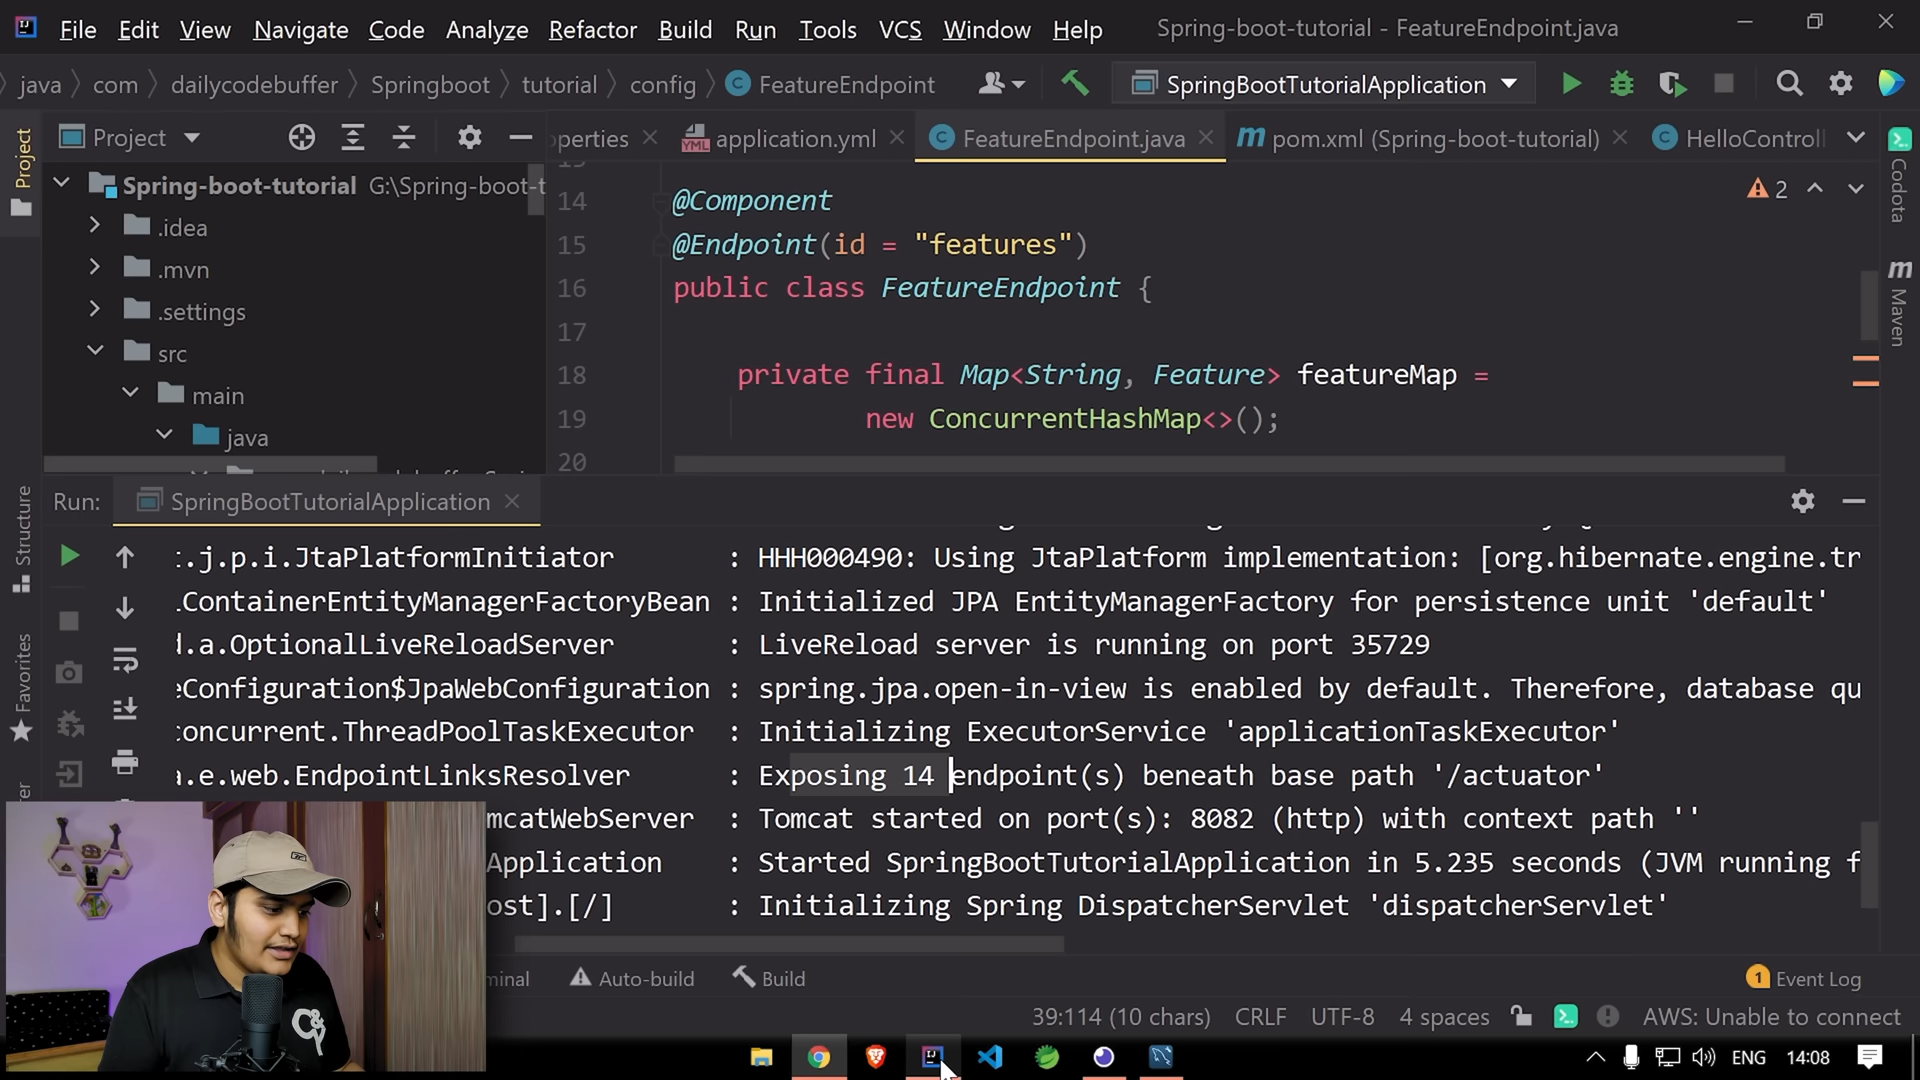 File Edit View Navigate Code Analyze Refactor Build Run Tools VCS Window Help Spring-boot-tutorial - FeatureEndpoint.java
java com dailycodebuffer Springboot tutorial config FeatureEndpoint SpringBootTutorialApplication
Project operties application.yml FeatureEndpoint.java pom.xml (Spring-boot-tutorial) HelloControll
Project
Spring-boot-tutorial G:\Spring-boot-t
.idea
.mvn
.settings
src
main
java
14 @Component
15 @Endpoint(id = "features")
16 public class FeatureEndpoint {
17
18 private final Map<String, Feature> featureMap =
19 new ConcurrentHashMap<>();
20
2
Codota
Maven
Structure
Favorites
Run: SpringBootTutorialApplication
:.j.p.i.JtaPlatformInitiator : HHH000490: Using JtaPlatform implementation: [org.hibernate.engine.tr
.ContainerEntityManagerFactoryBean : Initialized JPA EntityManagerFactory for persistence unit 'default'
d.a.OptionalLiveReloadServer : LiveReload server is running on port 35729
eConfiguration$JpaWebConfiguration : spring.jpa.open-in-view is enabled by default. Therefore, database qu
concurrent.ThreadPoolTaskExecutor : Initializing ExecutorService 'applicationTaskExecutor'
a.e.web.EndpointLinksResolver : Exposing 14 endpoint(s) beneath base path '/actuator'
mcatWebServer : Tomcat started on port(s): 8082 (http) with context path ''
Application : Started SpringBootTutorialApplication in 5.235 seconds (JVM running f
ost].[/] : Initializing Spring DispatcherServlet 'dispatcherServlet'
minal Auto-build Build 1 Event Log
39:114 (10 chars) CRLF UTF-8 4 spaces AWS: Unable to connect
ENG 14:08